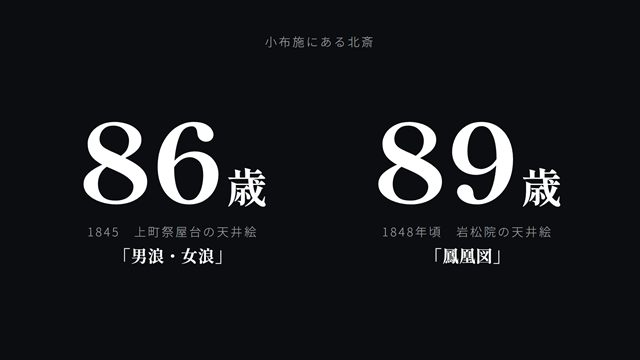 小布施にある北斎
86歳
1845 上町祭屋台の天井絵
「男浪・女浪」
89歳
1848年頃 岩松院の天井絵
「鳳凰図」